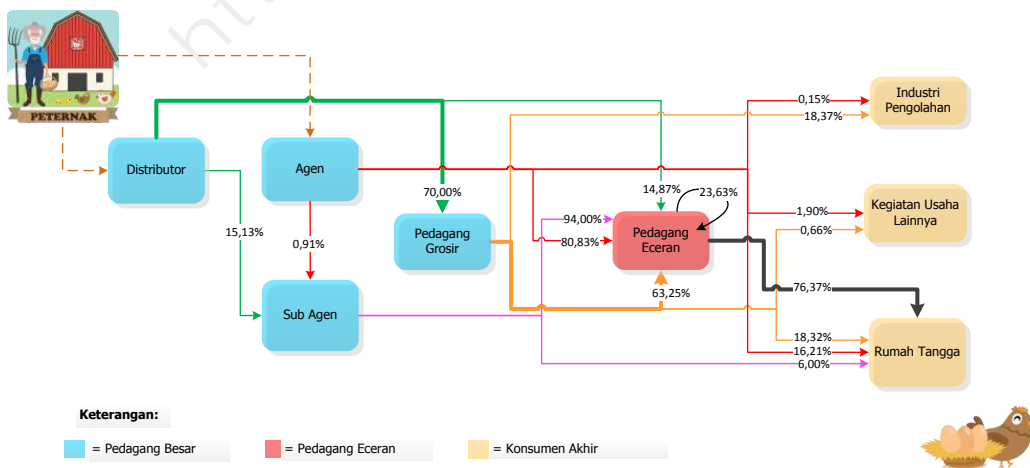 htt
PETERNAK
Distributor
Agen
Sub Agen
Pedagang
Grosir
Pedagang
Eceran
Industri
Pengolahan
Kegiatan Usaha
Lainnya
Rumah Tangga
15,13%
0,91%
70,00%
14,87%
23,63%
94,00%
80,83%
63,25%
0,15%
18,37%
1,90%
0,66%
76,37%
18,32%
16,21%
6,00%
Keterangan:
= Pedagang Besar
= Pedagang Eceran
= Konsumen Akhir